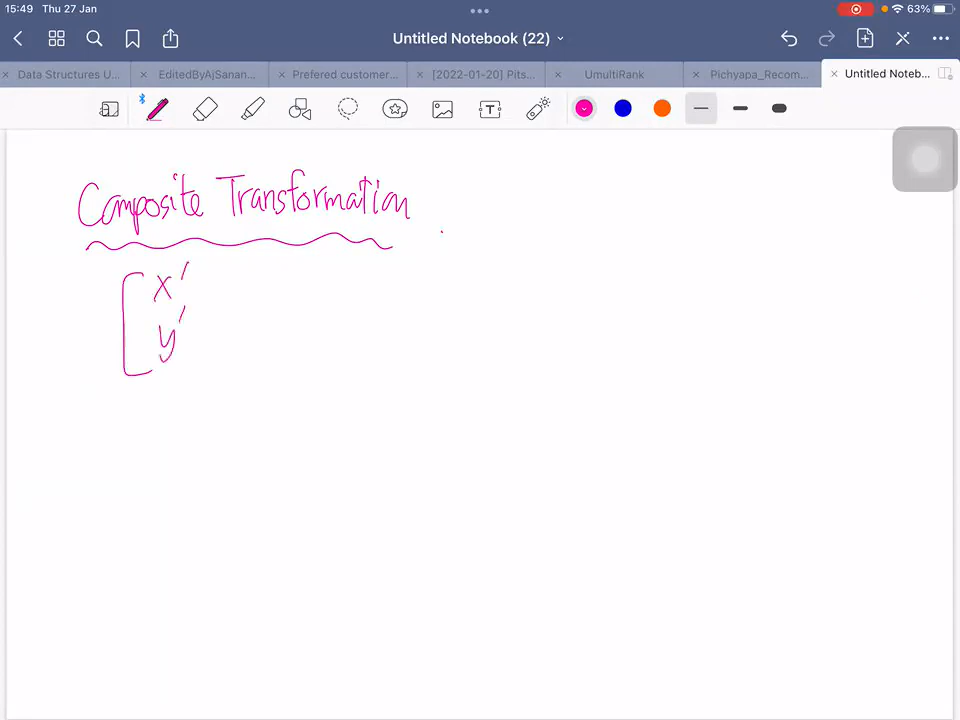 15:49 Thu 27 Jan 63%
Untitled Notebook (22)
Data Structures U... EditedByAjSanan... Prefered customer... [2022-01-20] Pits... UmultiRank Pichyapa_Recom... Untitled Noteb...
Composite Transformation
x'
y'